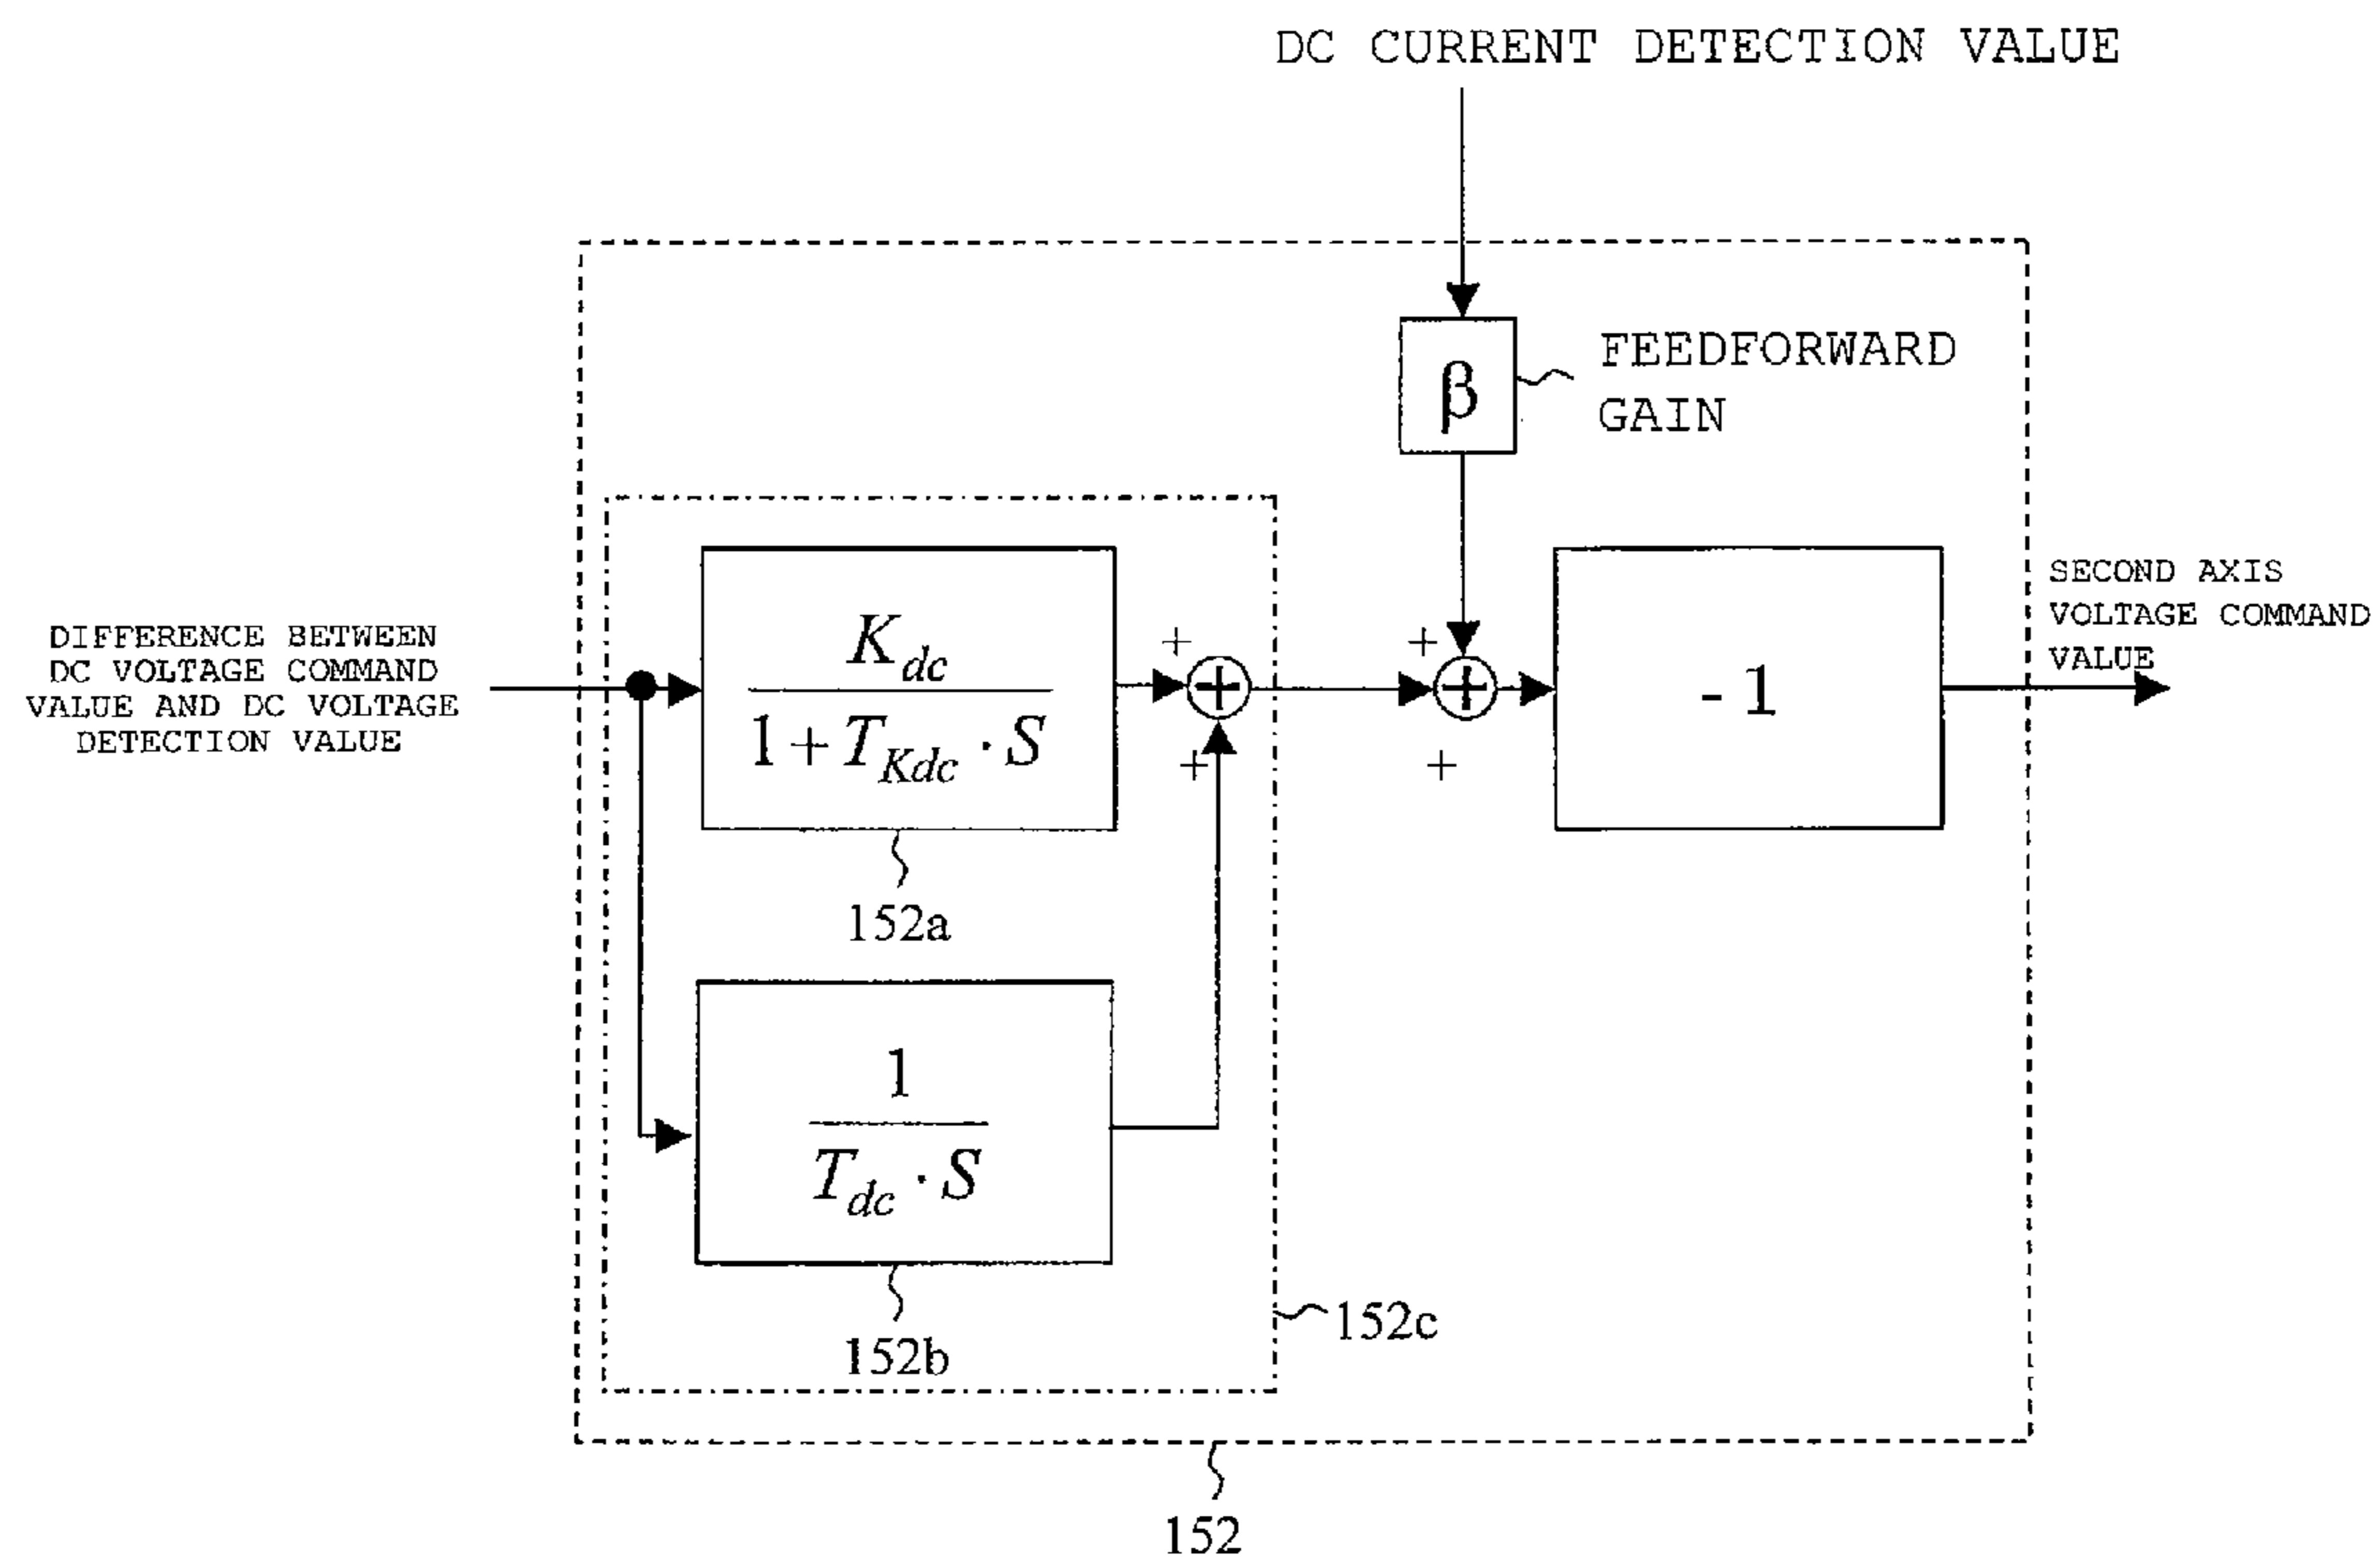 DC CURRENT DETECTION VALUE
β
FEEDFORWARD
GAIN
DIFFERENCE BETWEEN
DC VOLTAGE COMMAND
VALUE AND DC VOLTAGE
DETECTION VALUE
K_dc
1+T_Kdc · S
+
+
+
+
-1
SECOND AXIS
VOLTAGE COMMAND
VALUE
152a
1
T_dc · S
152b
152c
152